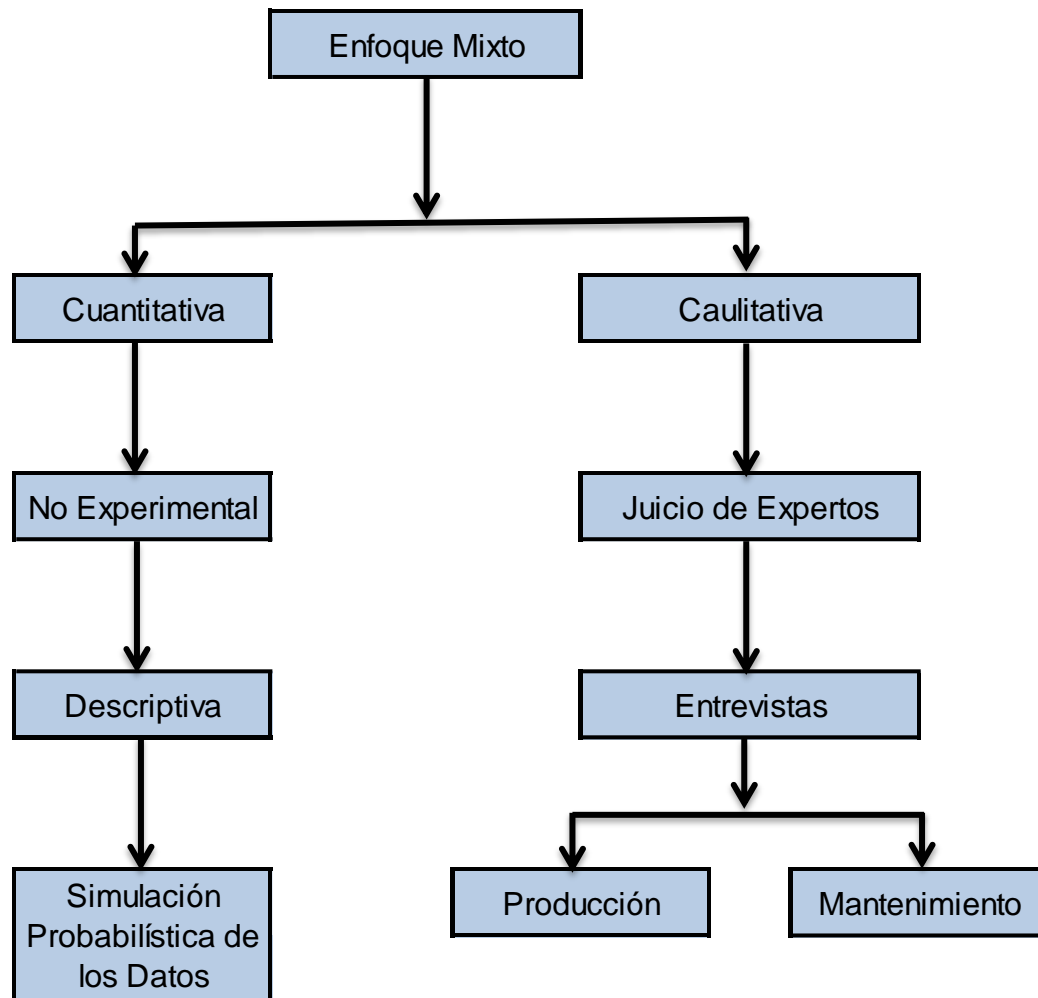 Enfoque Mixto
Cuantitativa
Caulitativa
No Experimental
Juicio de Expertos
Descriptiva
Entrevistas
Simulación
Probabilística de
los Datos
Producción
Mantenimiento